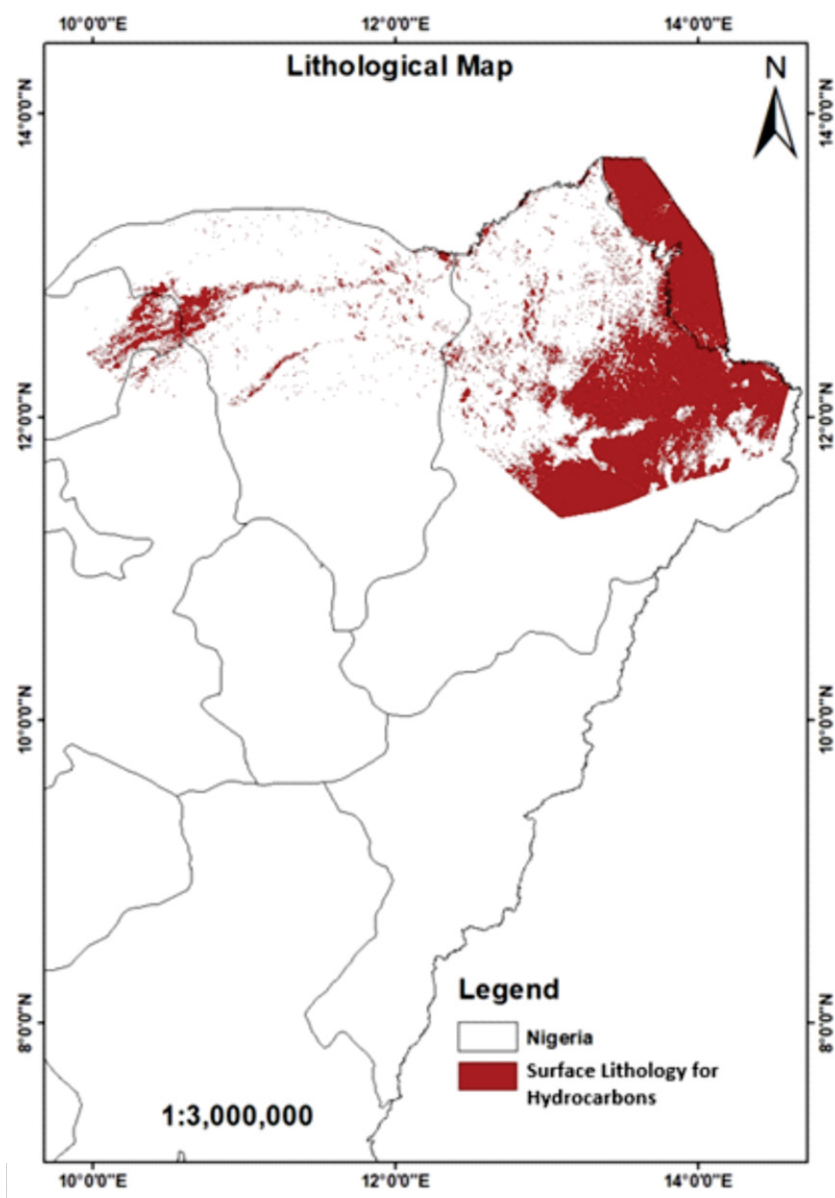 10°0'0"E 12°0'0"E 14°0'0"E
Lithological Map
N
14°0'0"N 14°0'0"N
12°0'0"N 12°0'0"N
10°0'0"N 10°0'0"N
8°0'0"N 8°0'0"N
Legend
Nigeria
Surface Lithology for
Hydrocarbons
1:3,000,000
10°0'0"E 12°0'0"E 14°0'0"E